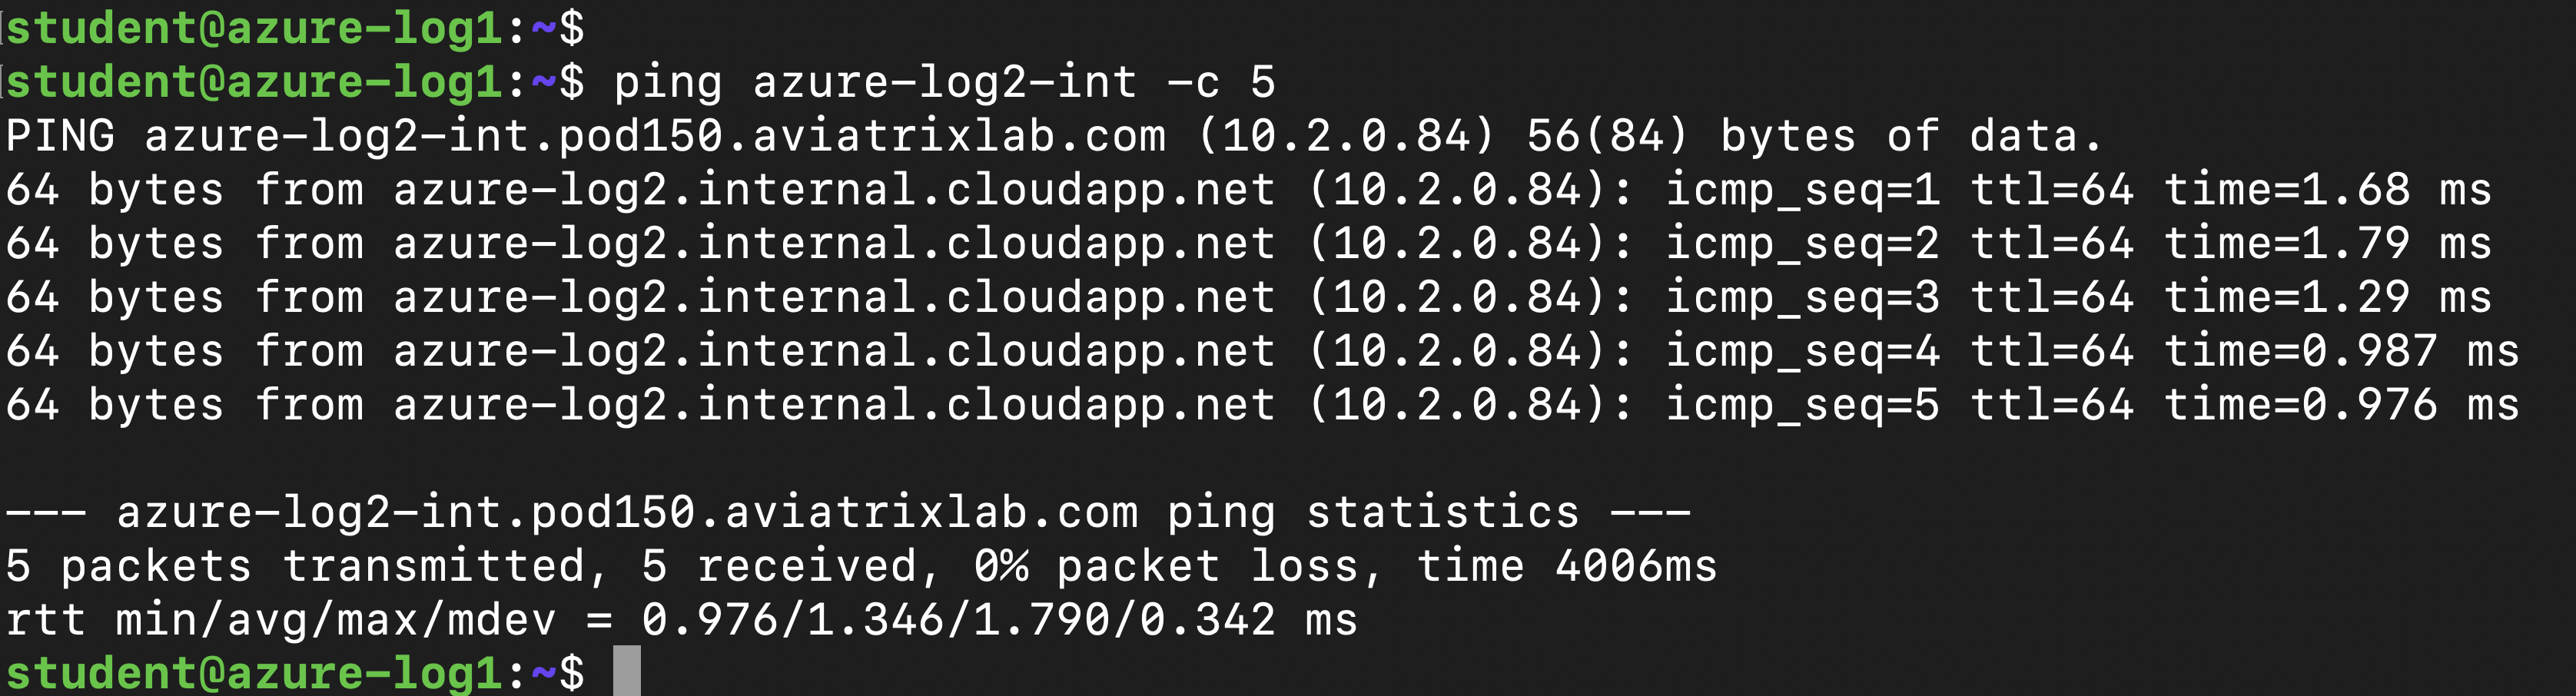 student@azure-log1:~$
student@azure-log1:~$ ping azure-log2-int -c 5
PING azure-log2-int.pod150.aviatrixlab.com (10.2.0.84) 56(84) bytes of data.
64 bytes from azure-log2.internal.cloudapp.net (10.2.0.84): icmp_seq=1 ttl=64 time=1.68 ms
64 bytes from azure-log2.internal.cloudapp.net (10.2.0.84): icmp_seq=2 ttl=64 time=1.79 ms
64 bytes from azure-log2.internal.cloudapp.net (10.2.0.84): icmp_seq=3 ttl=64 time=1.29 ms
64 bytes from azure-log2.internal.cloudapp.net (10.2.0.84): icmp_seq=4 ttl=64 time=0.987 ms
64 bytes from azure-log2.internal.cloudapp.net (10.2.0.84): icmp_seq=5 ttl=64 time=0.976 ms

--- azure-log2-int.pod150.aviatrixlab.com ping statistics ---
5 packets transmitted, 5 received, 0% packet loss, time 4006ms
rtt min/avg/max/mdev = 0.976/1.346/1.790/0.342 ms
student@azure-log1:~$